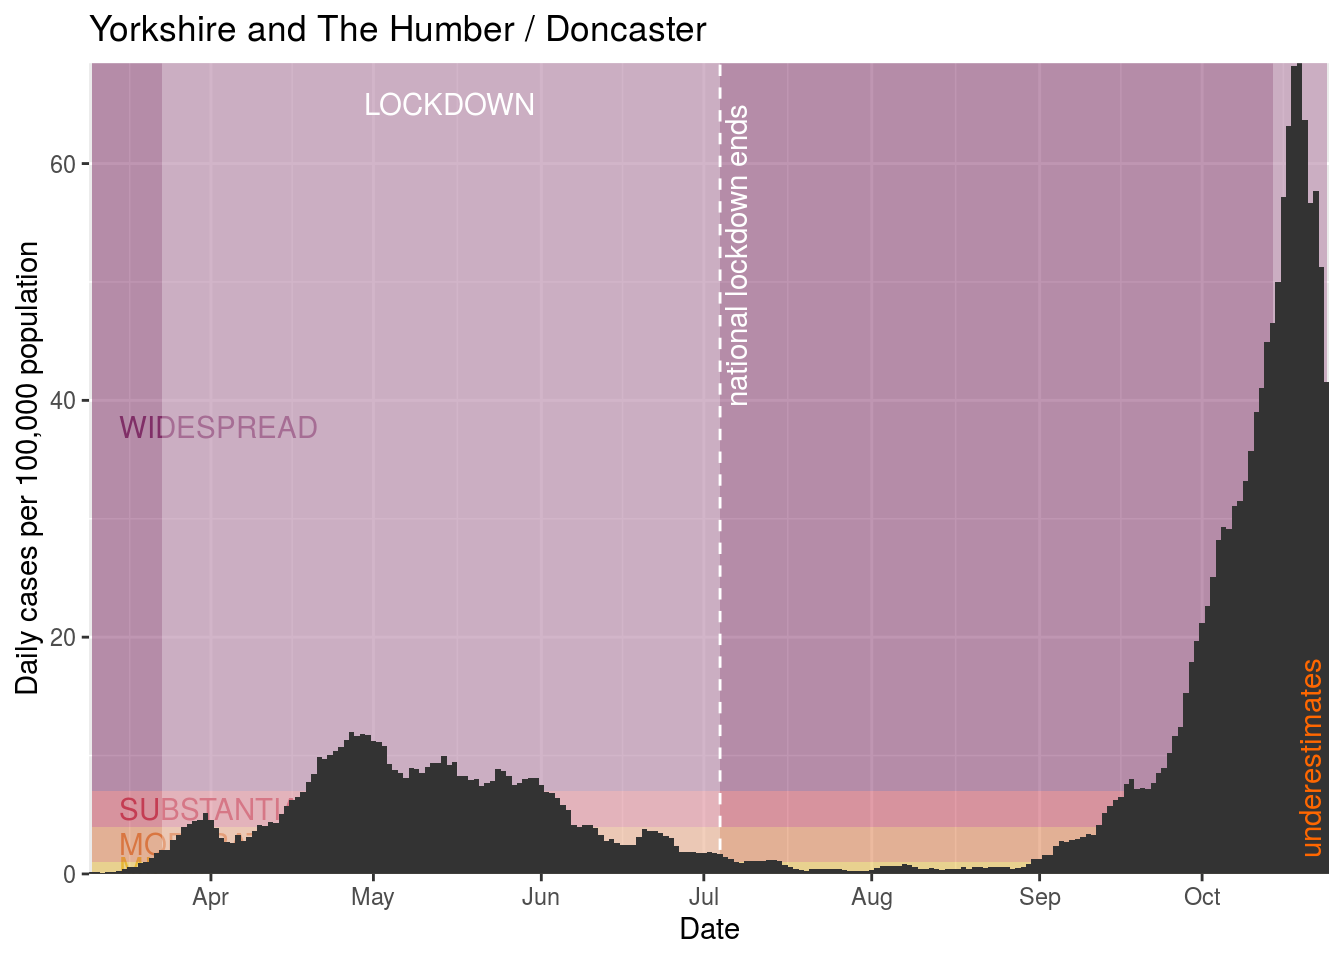 Yorkshire and The Humber / Doncaster
LOCKDOWN
national lockdown ends
WIDESPREAD
underestimates
Daily cases per 100,000 population
60
40
20
0
Apr
May
Jun
Jul
Aug
Sep
Oct
Date